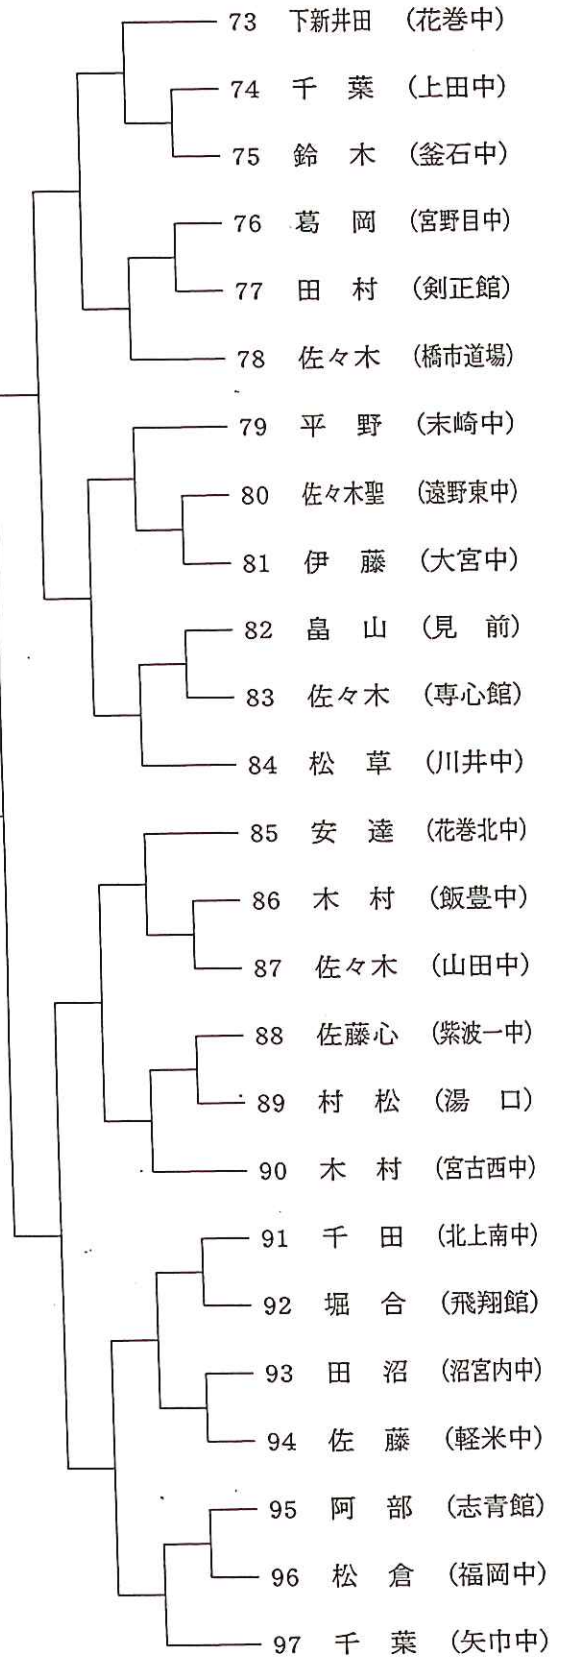 73 下新井田 (花巻中)
74 千葉 (上田中)
75 鈴木 (釜石中)
76 葛岡 (宮野目中)
77 田村 (剣正館)
78 佐々木 (橋市道場)
79 平野 (末崎中)
80 佐々木聖 (遠野東中)
81 伊藤 (大宮中)
82 畠山 (見前)
83 佐々木 (専心館)
84 松草 (川井中)
85 安達 (花巻北中)
86 木村 (飯豊中)
87 佐々木 (山田中)
88 佐藤心 (紫波一中)
89 村松 (湯口)
90 木村 (宮古西中)
91 千田 (北上南中)
92 堀合 (飛翔館)
93 田沼 (沼宮内中)
94 佐藤 (軽米中)
95 阿部 (志青館)
96 松倉 (福岡中)
97 千葉 (矢巾中)